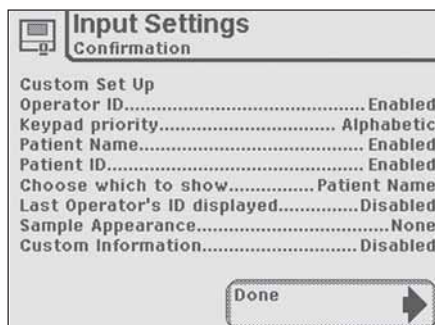 Input Settings
Confirmation
Custom Set Up
Operator ID.............................................Enabled
Keypad priority................................. Alphabetic
Patient Name..........................................Enabled
Patient ID...............................................Enabled
Choose which to show...............Patient Name
Last Operator's ID displayed...............Disabled
Sample Appearance...................................None
Custom Information.............................Disabled
Done